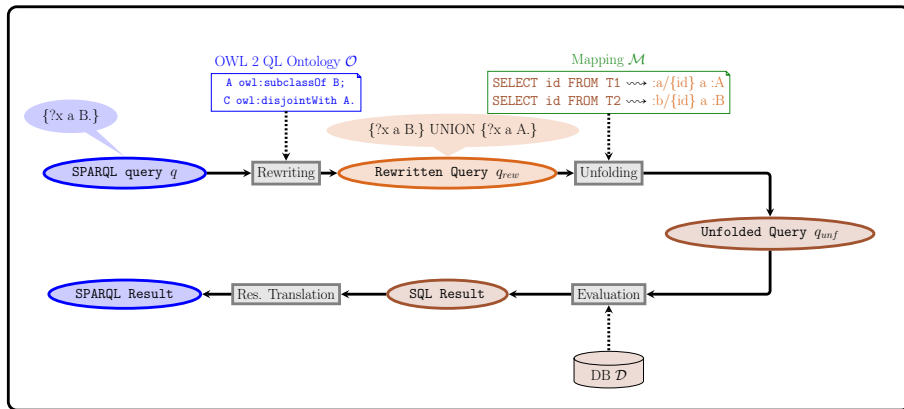 OWL 2 QL Ontology 𝒪
A owl:subclassOf B;
C owl:disjointWith A.
Mapping ℳ
SELECT id FROM T1 ⇝ :a/{id} a :A
SELECT id FROM T2 ⇝ :b/{id} a :B
{?x a B.}
{?x a B.} UNION {?x a A.}
SPARQL query q
Rewriting
Rewritten Query q_rew
Unfolding
Unfolded Query q_unf
SPARQL Result
Res. Translation
SQL Result
Evaluation
DB 𝒟